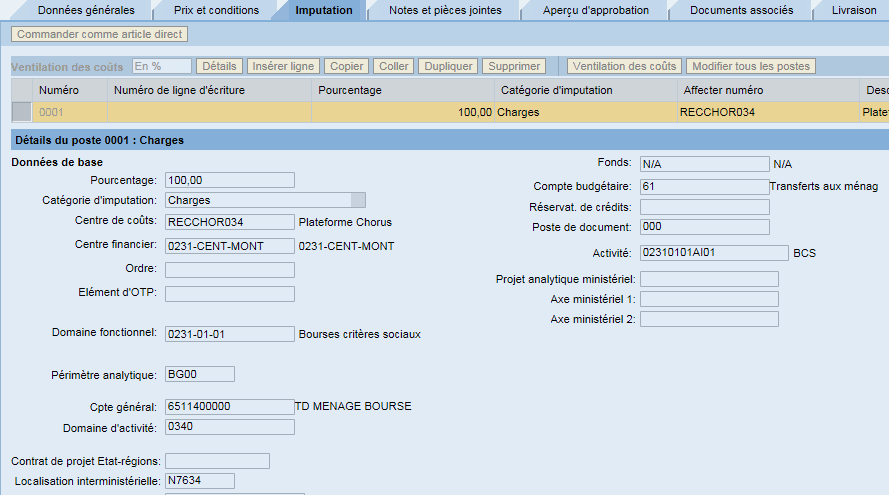 Données générales Prix et conditions Imputation Notes et pièces jointes Aperçu d'approbation Documents associés Livraison
Commander comme article direct
Ventilation des coûts En % Détails Insérer ligne Copier Coller Dupliquer Supprimer Ventilation des coûts Modifier tous les postes
Numéro Numéro de ligne d'écriture Pourcentage Catégorie d'imputation Affecter numéro Desc
0001 100,00 Charges RECCHOR034 Platef
Détails du poste 0001 : Charges
Données de base
Pourcentage: 100,00
Catégorie d'imputation: Charges
Centre de coûts: RECCHOR034 Plateforme Chorus
Centre financier: 0231-CENT-MONT 0231-CENT-MONT
Ordre:
Elément d'OTP:
Domaine fonctionnel: 0231-01-01 Bourses critères sociaux
Périmètre analytique: BG00
Cpte général: 6511400000 TD MENAGE BOURSE
Domaine d'activité: 0340
Contrat de projet Etat-régions:
Localisation interministérielle: N7634
Fonds: N/A N/A
Compte budgétaire: 61 Transferts aux ménag
Réservat. de crédits:
Poste de document: 000
Activité: 02310101AI01 BCS
Projet analytique ministériel:
Axe ministériel 1:
Axe ministériel 2: